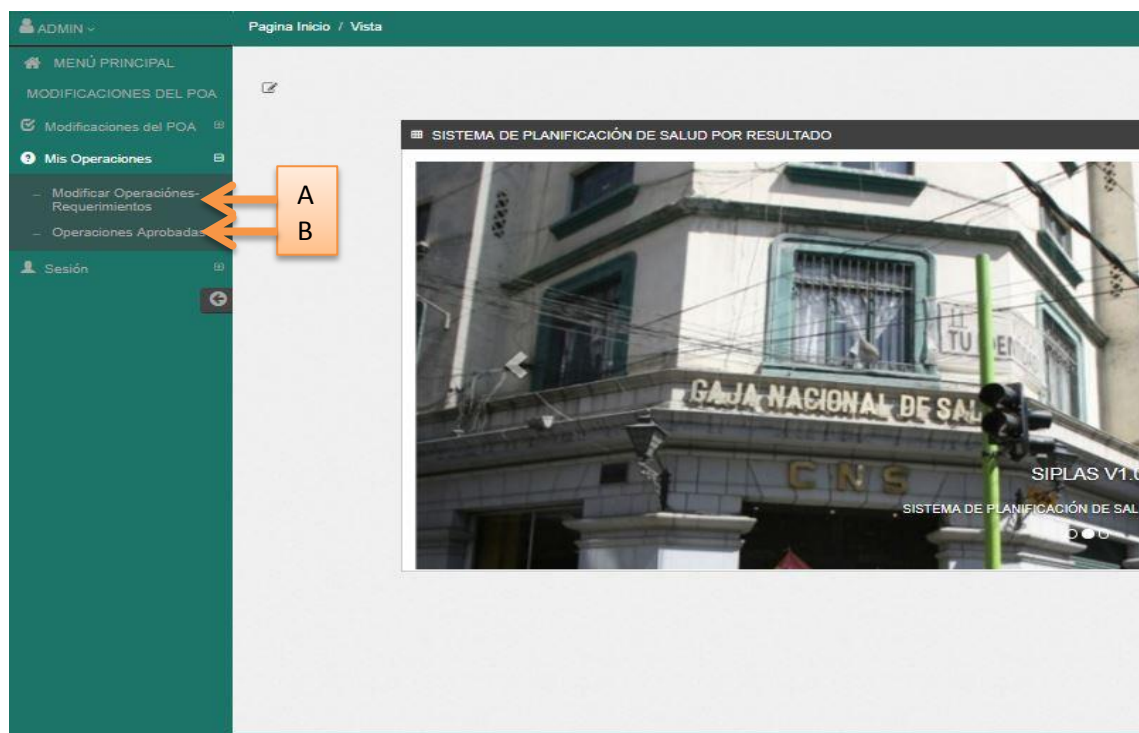 ADMIN
Pagina Inicio / Vista
MENÚ PRINCIPAL
MODIFICACIONES DEL POA
Modificaciones del POA
Mis Operaciones
Modificar Operaciónes-
Requerimientos
Operaciones Aprobadas
Sesión
A
B
SISTEMA DE PLANIFICACIÓN DE SALUD POR RESULTADO
TU
CAJA NACIONAL DE SAL
CNS
SIPLAS V1.0
SISTEMA DE PLANIFICACIÓN DE SAL